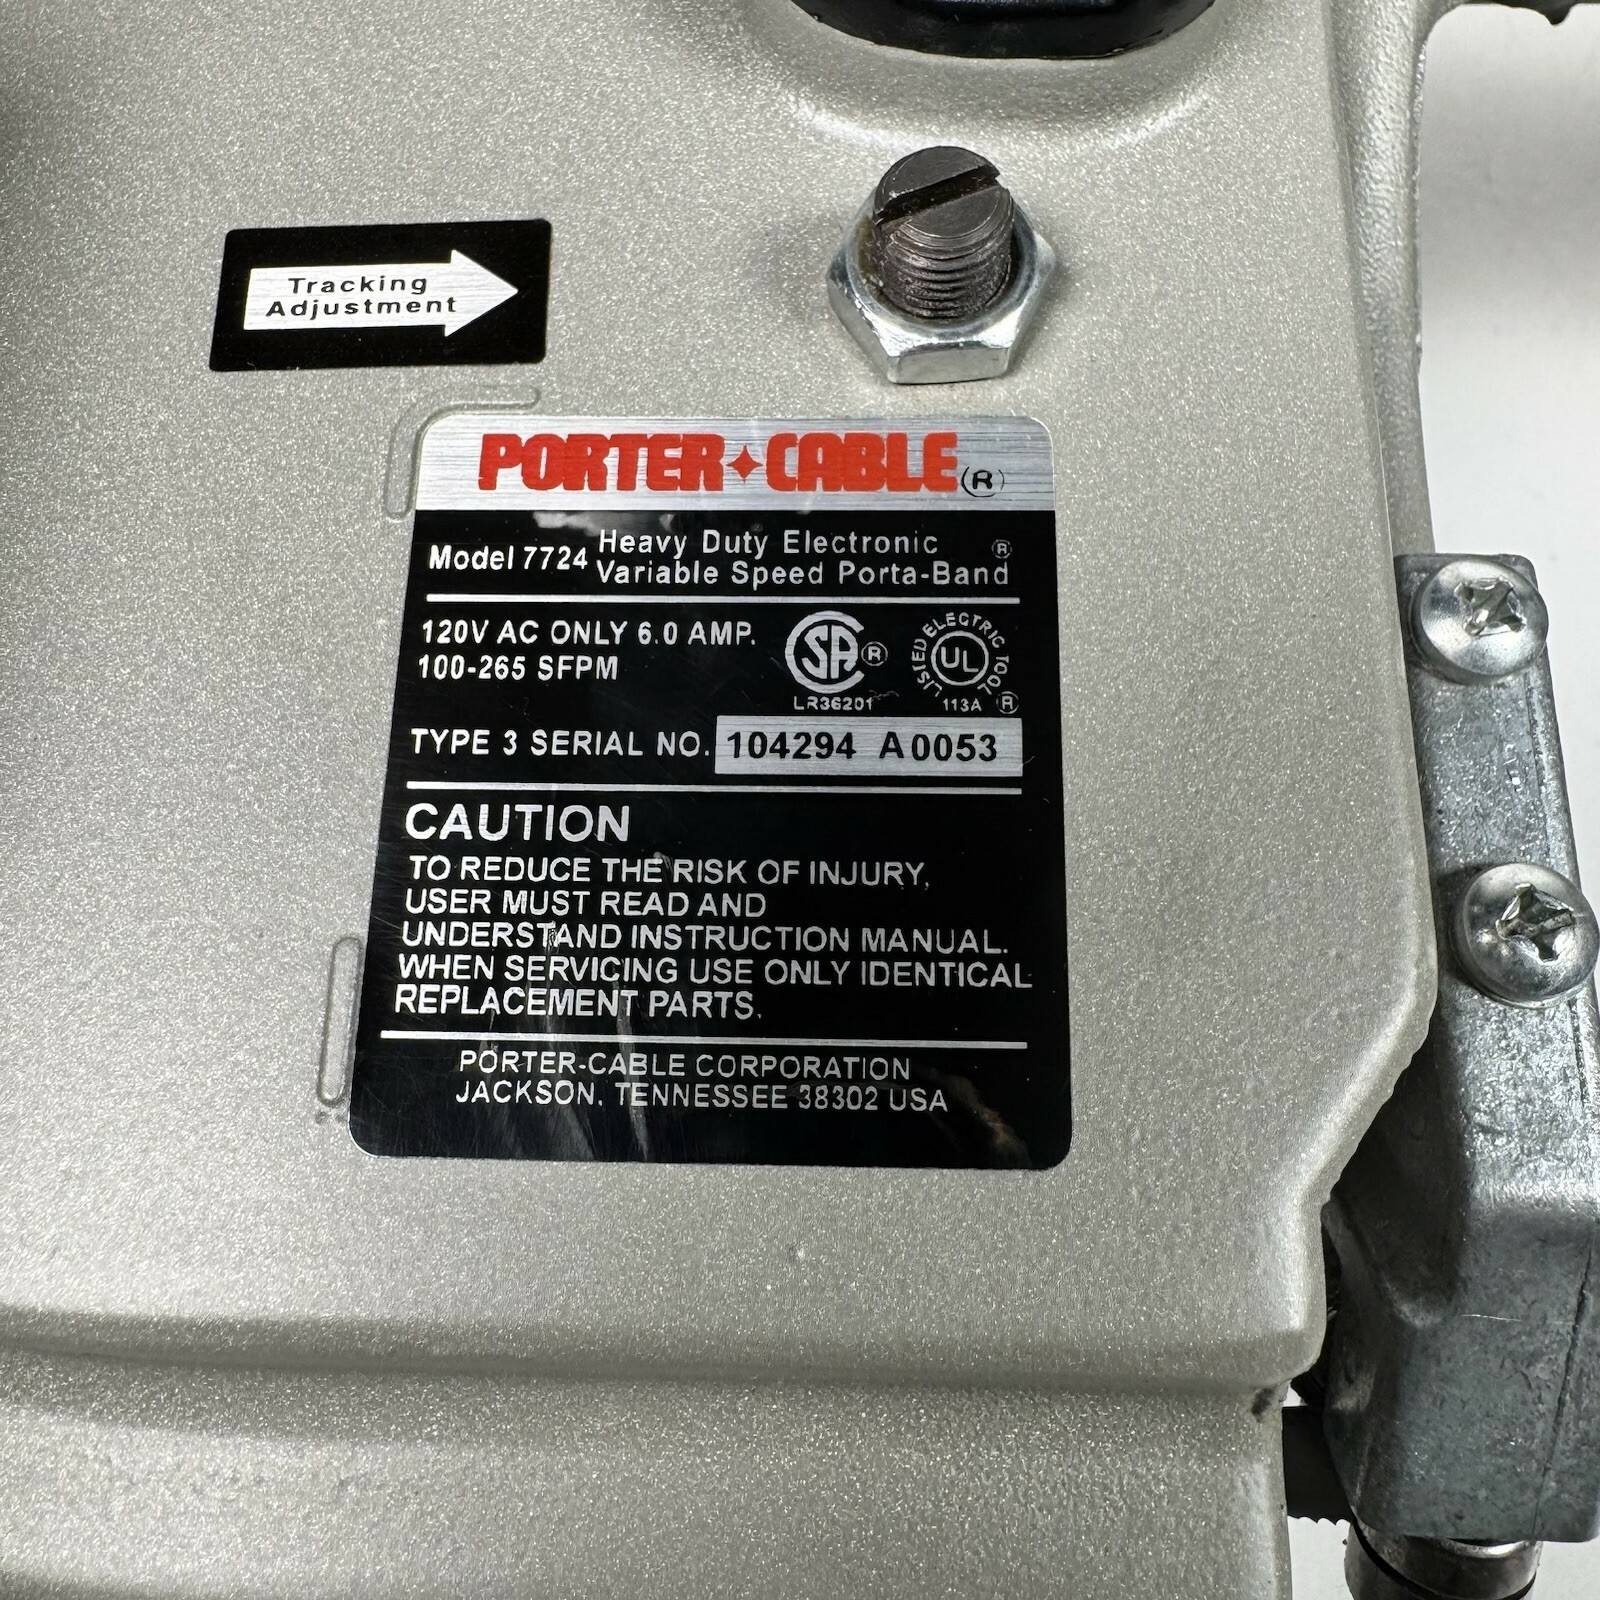 Tracking
Adjustment
PORTER✦CABLE®
Model 7724 Heavy Duty Electronic
Variable Speed Porta-Band®
120V AC ONLY 6.0 AMP.
100-265 SFPM
SA®
LR36201
LISTED ELECTRIC TOOL
UL
113A ®
TYPE 3 SERIAL NO. 104294 A0053
CAUTION
TO REDUCE THE RISK OF INJURY,
USER MUST READ AND
UNDERSTAND INSTRUCTION MANUAL.
WHEN SERVICING USE ONLY IDENTICAL
REPLACEMENT PARTS.
PORTER-CABLE CORPORATION
JACKSON, TENNESSEE 38302 USA